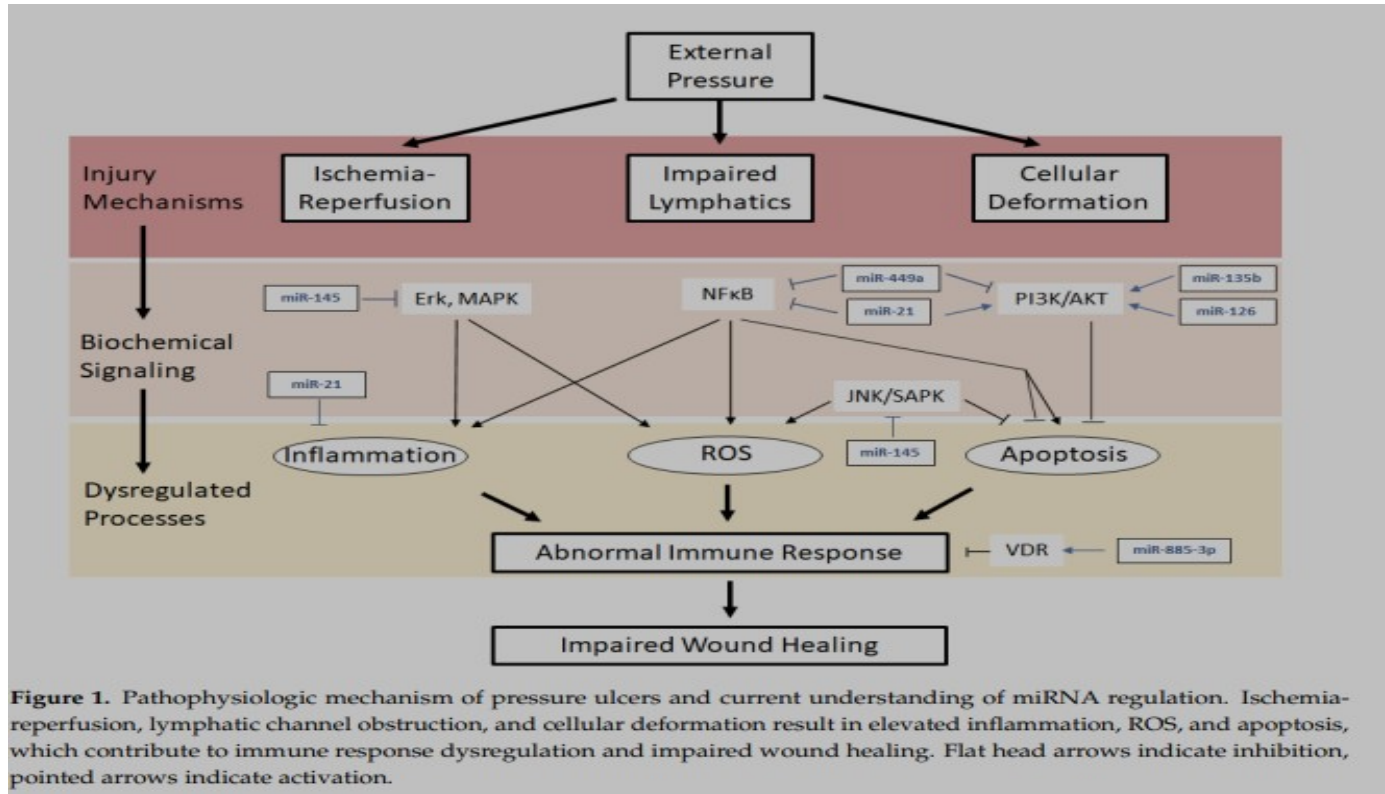 External
Pressure
Injury
Mechanisms
Ischemia-
Reperfusion
Impaired
Lymphatics
Cellular
Deformation
miR-145
Erk, MAPK
NFκB
miR-449a
miR-21
PI3K/AKT
miR-135b
miR-126
Biochemical
Signaling
miR-21
JNK/SAPK
Inflammation
ROS
miR-145
Apoptosis
Dysregulated
Processes
Abnormal Immune Response
VDR
miR-885-3p
Impaired Wound Healing
Figure 1. Pathophysiologic mechanism of pressure ulcers and current understanding of miRNA regulation. Ischemia-
reperfusion, lymphatic channel obstruction, and cellular deformation result in elevated inflammation, ROS, and apoptosis,
which contribute to immune response dysregulation and impaired wound healing. Flat head arrows indicate inhibition,
pointed arrows indicate activation.